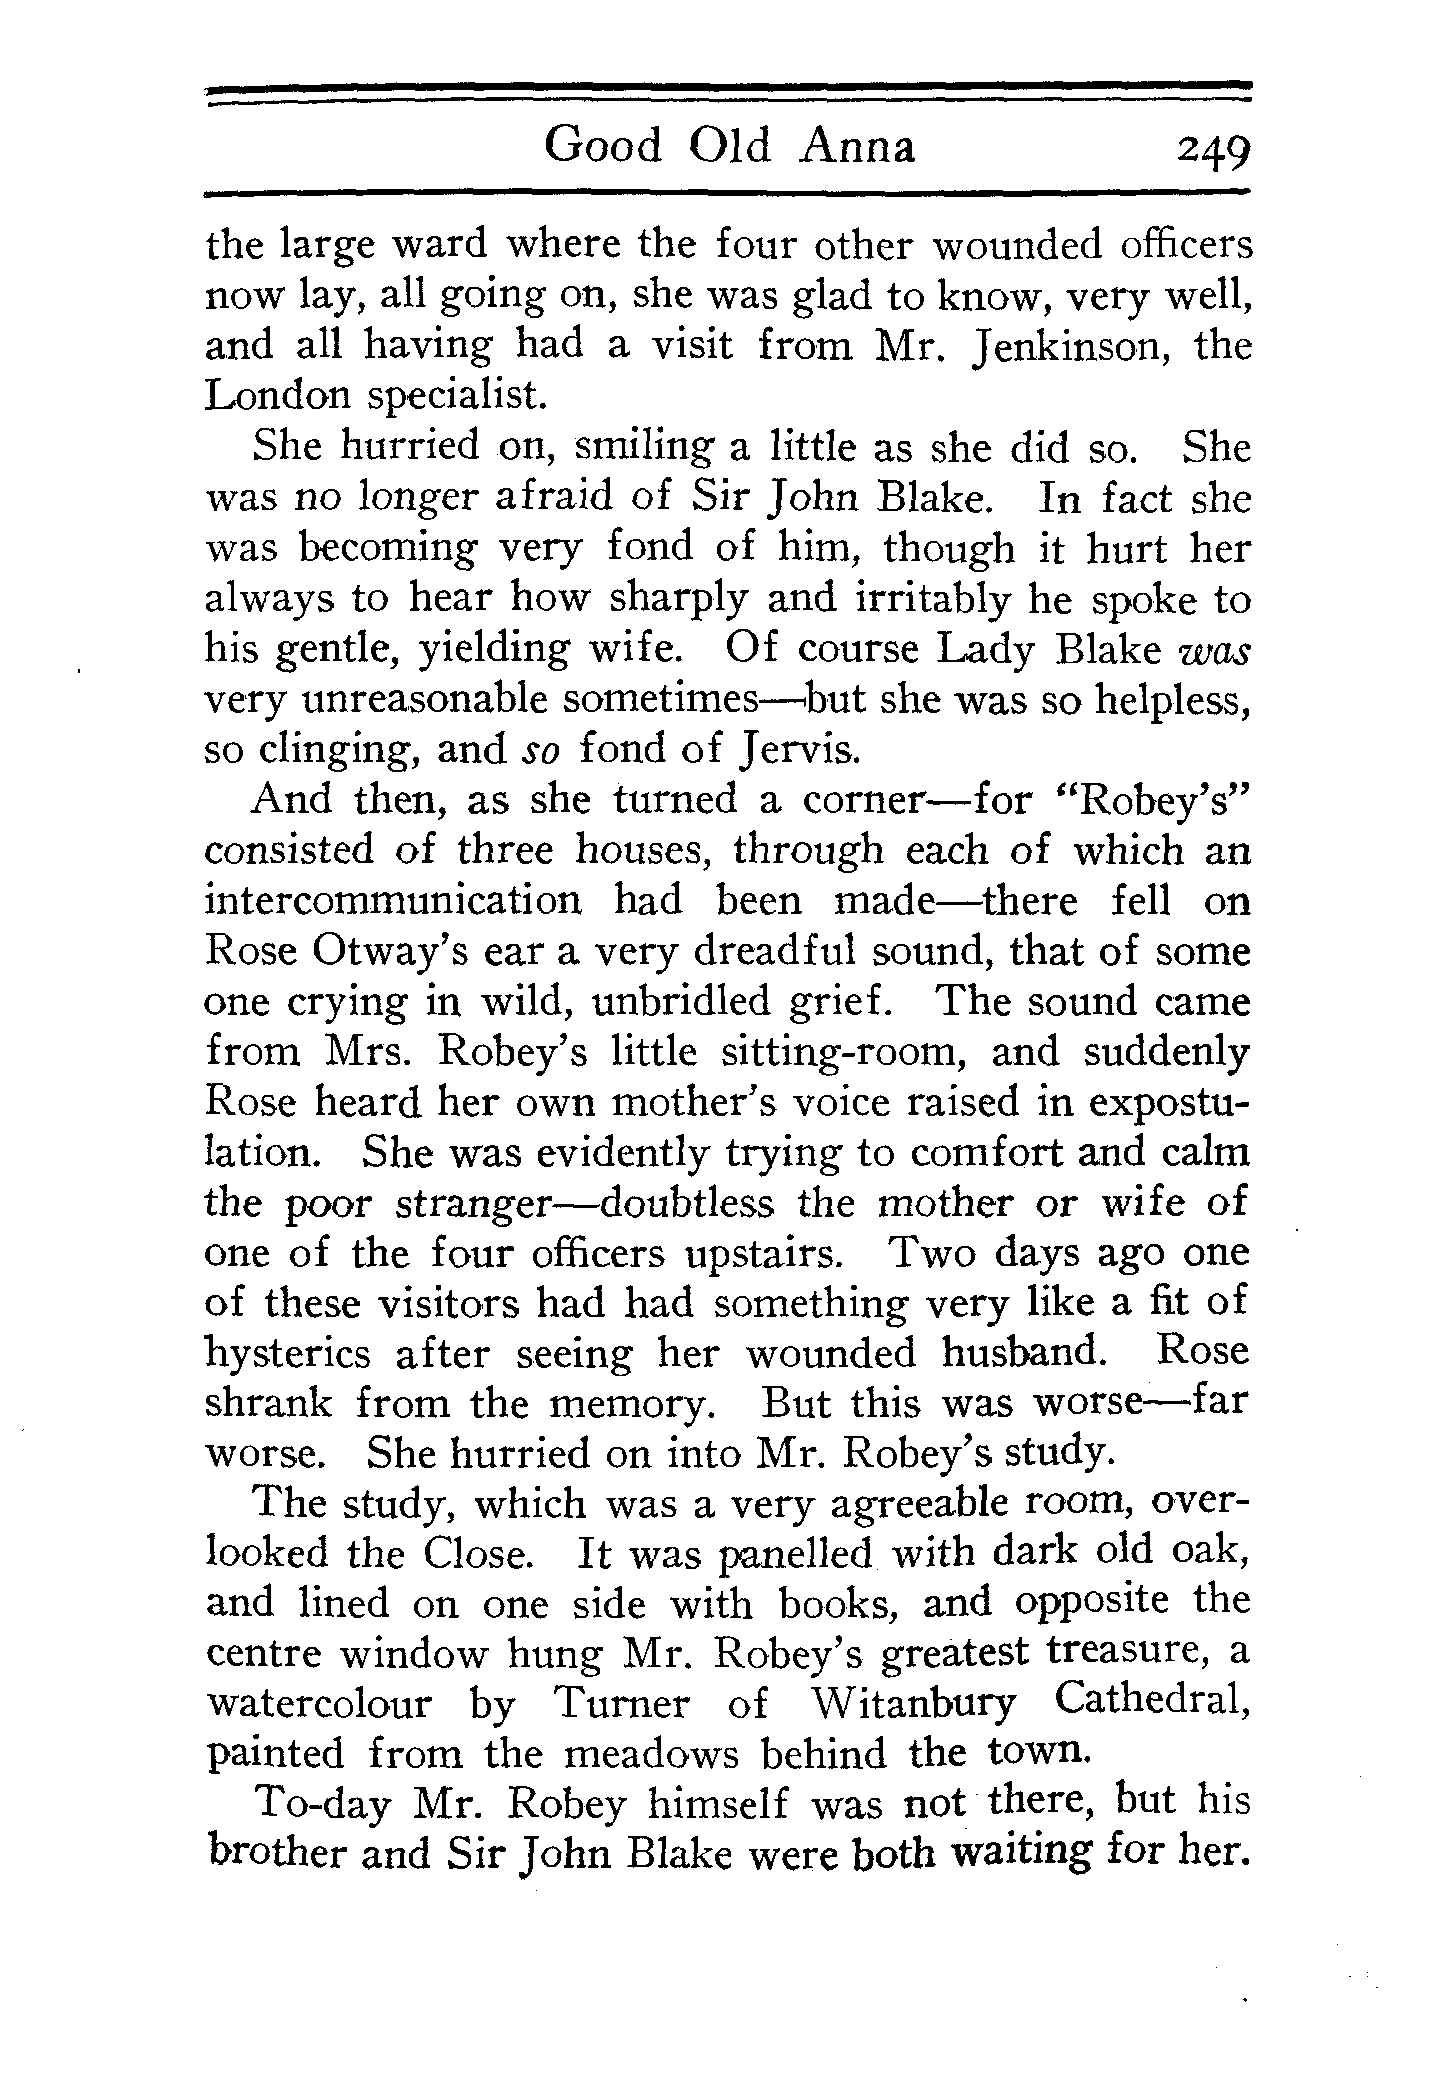 Good Old Anna 249
the large ward where the four other wounded officers
now lay, all going on, she was glad to know, very well,
and all having had a visit from Mr. Jenkinson, the
London specialist.
She hurried on, smiling a little as she did so. She
was no longer afraid of Sir John Blake. In fact she
was becoming very fond of him, though it hurt her
always to hear how sharply and irritably he spoke to
his gentle, yielding wife. Of course Lady Blake was
very unreasonable sometimes—but she was so helpless,
so clinging, and so fond of Jervis.
And then, as she turned a corner—for “Robey’s”
consisted of three houses, through each of which an
intercommunication had been made—there fell on
Rose Otway’s ear a very dreadful sound, that of some
one crying in wild, unbridled grief. The sound came
from Mrs. Robey’s little sitting-room, and suddenly
Rose heard her own mother’s voice raised in expostu-
lation. She was evidently trying to comfort and calm
the poor stranger—doubtless the mother or wife of
one of the four officers upstairs. Two days ago one
of these visitors had had something very like a fit of
hysterics after seeing her wounded husband. Rose
shrank from the memory. But this was worse—far
worse. She hurried on into Mr. Robey’s study.
The study, which was a very agreeable room, over-
looked the Close. It was panelled with dark old oak,
and lined on one side with books, and opposite the
centre window hung Mr. Robey’s greatest treasure, a
watercolour by Turner of Witanbury Cathedral,
painted from the meadows behind the town.
To-day Mr. Robey himself was not there, but his
brother and Sir John Blake were both waiting for her.